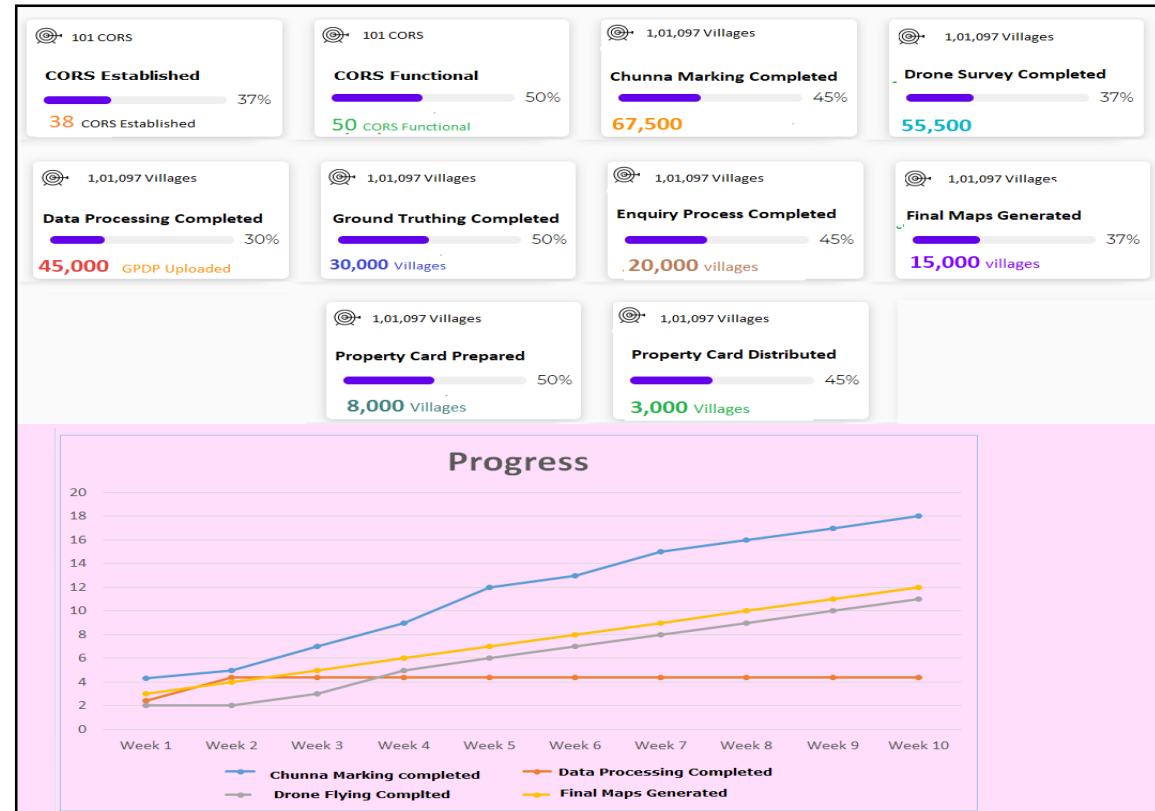 101 CORS
CORS Established
37%
38 CORS Established
101 CORS
CORS Functional
50%
50 CORS Functional
1,01,097 Villages
Chunna Marking Completed
45%
67,500
1,01,097 Villages
Drone Survey Completed
37%
55,500
1,01,097 Villages
Data Processing Completed
30%
45,000 GPDP Uploaded
1,01,097 Villages
Ground Truthing Completed
50%
30,000 Villages
1,01,097 Villages
Enquiry Process Completed
45%
20,000 villages
1,01,097 Villages
Final Maps Generated
37%
15,000 villages
1,01,097 Villages
Property Card Prepared
50%
8,000 Villages
1,01,097 Villages
Property Card Distributed
45%
3,000 Villages
Progress
20
18
16
14
12
10
8
6
4
2
0
Week 1 Week 2 Week 3 Week 4 Week 5 Week 6 Week 7 Week 8 Week 9 Week 10
Chunna Marking completed Data Processing Completed
Drone Flying Complted Final Maps Generated